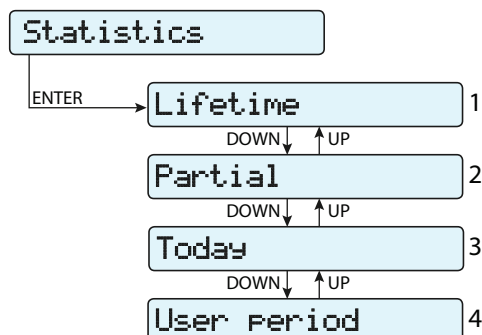 Statistics
ENTER
Lifetime 1
DOWN UP
Partial 2
DOWN UP
Today 3
DOWN UP
User period 4